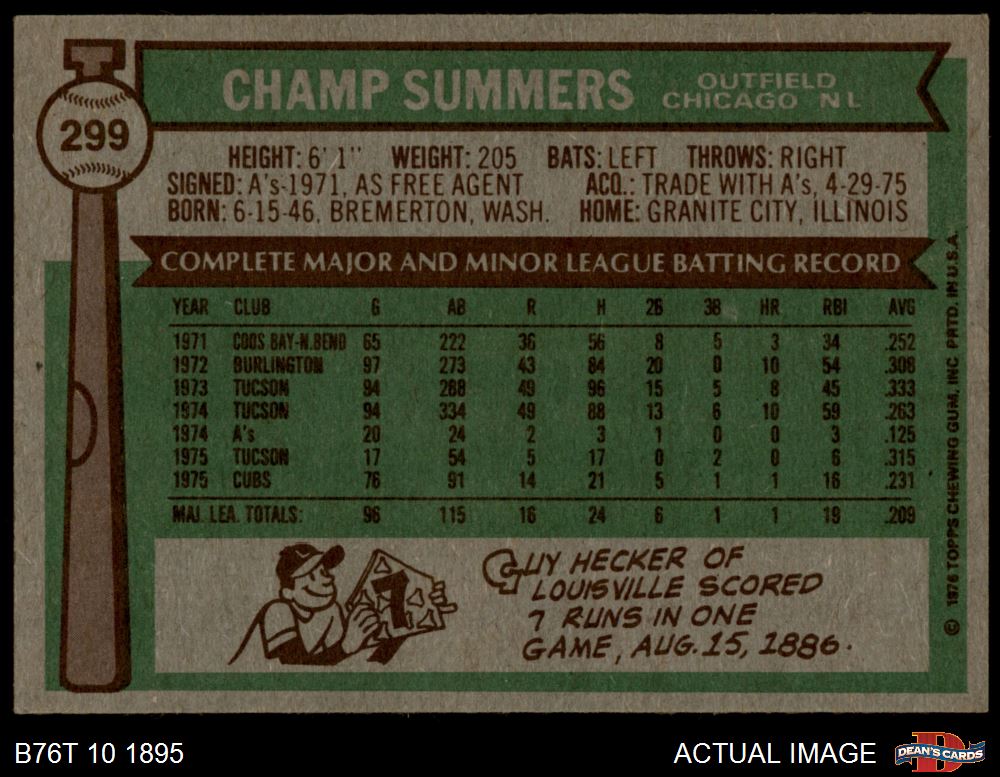 299
CHAMP SUMMERS OUTFIELD
CHICAGO NL
HEIGHT: 6' 1" WEIGHT: 205 BATS: LEFT THROWS: RIGHT
SIGNED: A's-1971, AS FREE AGENT ACQ.: TRADE WITH A's, 4-29-75
BORN: 6-15-46, BREMERTON, WASH. HOME: GRANITE CITY, ILLINOIS
COMPLETE MAJOR AND MINOR LEAGUE BATTING RECORD
YEAR CLUB G AB R H 2B 3B HR RBI AVG
1971 COOS BAY-N.BEND 65 222 36 56 8 5 3 34 .252
1972 BURLINGTON 97 273 43 84 20 0 10 54 .308
1973 TUCSON 94 288 49 96 15 5 8 45 .333
1974 TUCSON 94 334 49 88 13 6 10 59 .263
1974 A's 20 24 2 3 1 0 0 3 .125
1975 TUCSON 17 54 5 17 0 2 0 6 .315
1975 CUBS 76 91 14 21 5 1 1 16 .231
MAJ. LEA. TOTALS: 96 115 16 24 6 1 1 19 .209
GUY HECKER OF
LOUISVILLE SCORED
7 RUNS IN ONE
GAME, AUG. 15, 1886.
© 1976 TOPPS CHEWING GUM, INC PRTD. IN U.S.A.
B76T 10 1895
ACTUAL IMAGE
DEAN'S CARDS